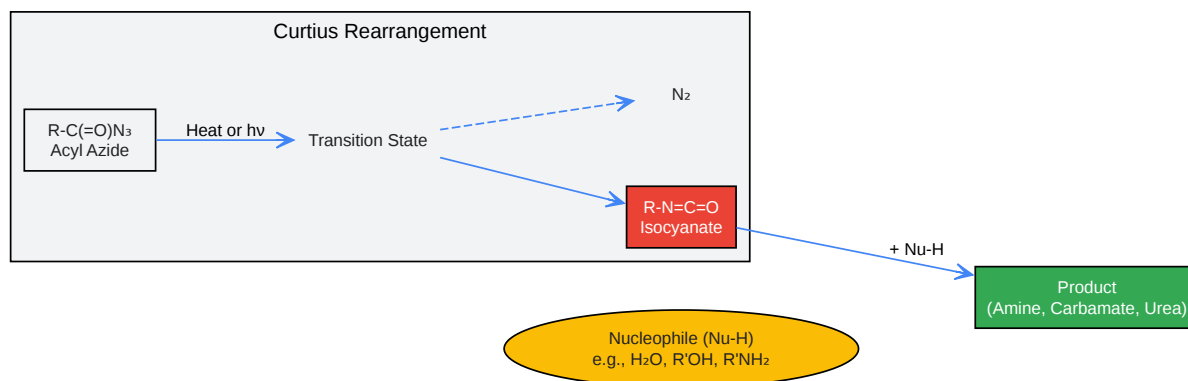 Curtius Rearrangement
R-C(=O)N₃
Acyl Azide
Heat or hν
Transition State
N₂
R-N=C=O
Isocyanate
+ Nu-H
Product
(Amine, Carbamate, Urea)
Nucleophile (Nu-H)
e.g., H₂O, R'OH, R'NH₂